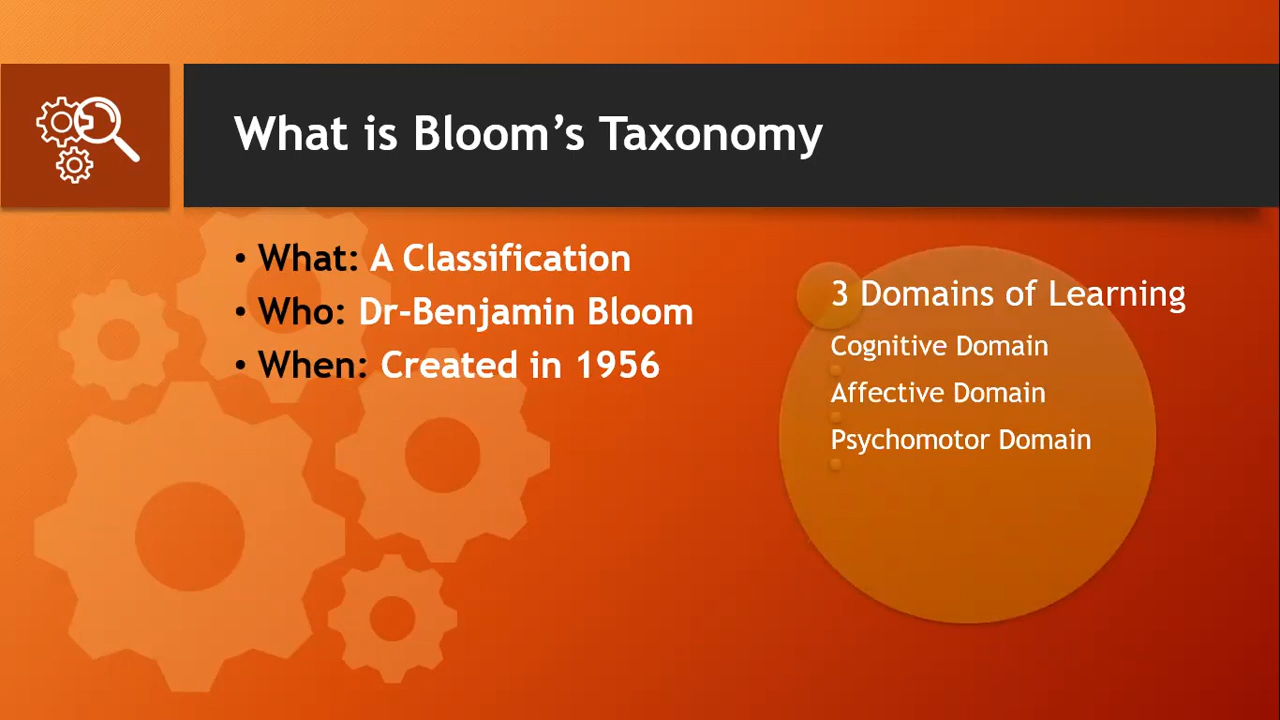 What is Bloom’s Taxonomy
• What: A Classification
• Who: Dr-Benjamin Bloom
• When: Created in 1956
3 Domains of Learning
Cognitive Domain
Affective Domain
Psychomotor Domain